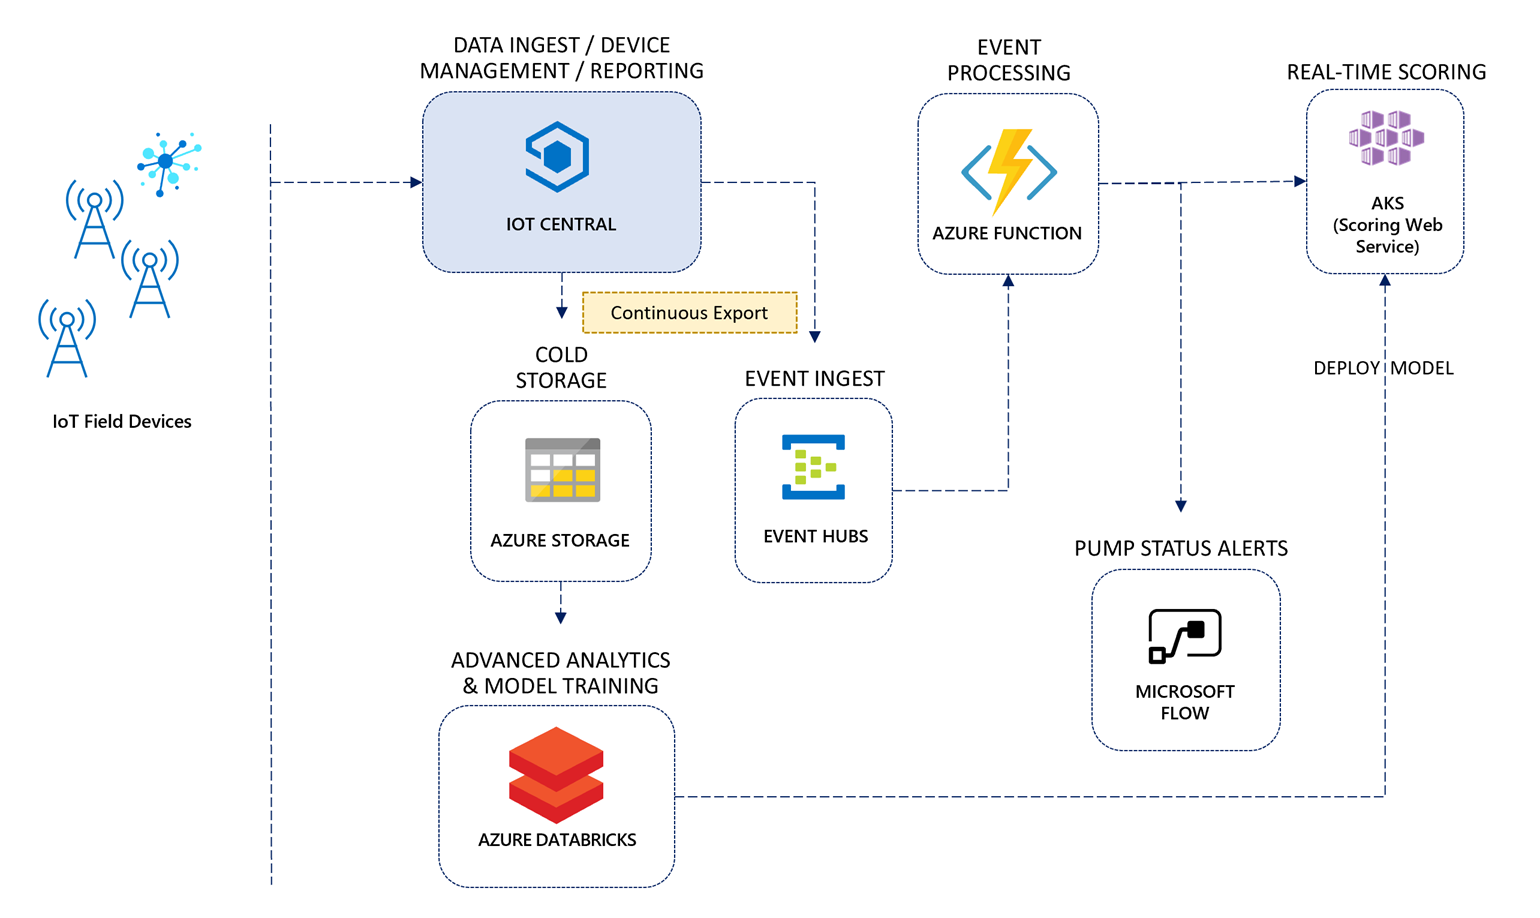 DATA INGEST / DEVICE
MANAGEMENT / REPORTING
IOT CENTRAL
EVENT
PROCESSING
AZURE FUNCTION
REAL-TIME SCORING
AKS
(Scoring Web
Service)
IoT Field Devices
Continuous Export
COLD
STORAGE
AZURE STORAGE
EVENT INGEST
EVENT HUBS
DEPLOY MODEL
PUMP STATUS ALERTS
MICROSOFT
FLOW
ADVANCED ANALYTICS
& MODEL TRAINING
AZURE DATABRICKS